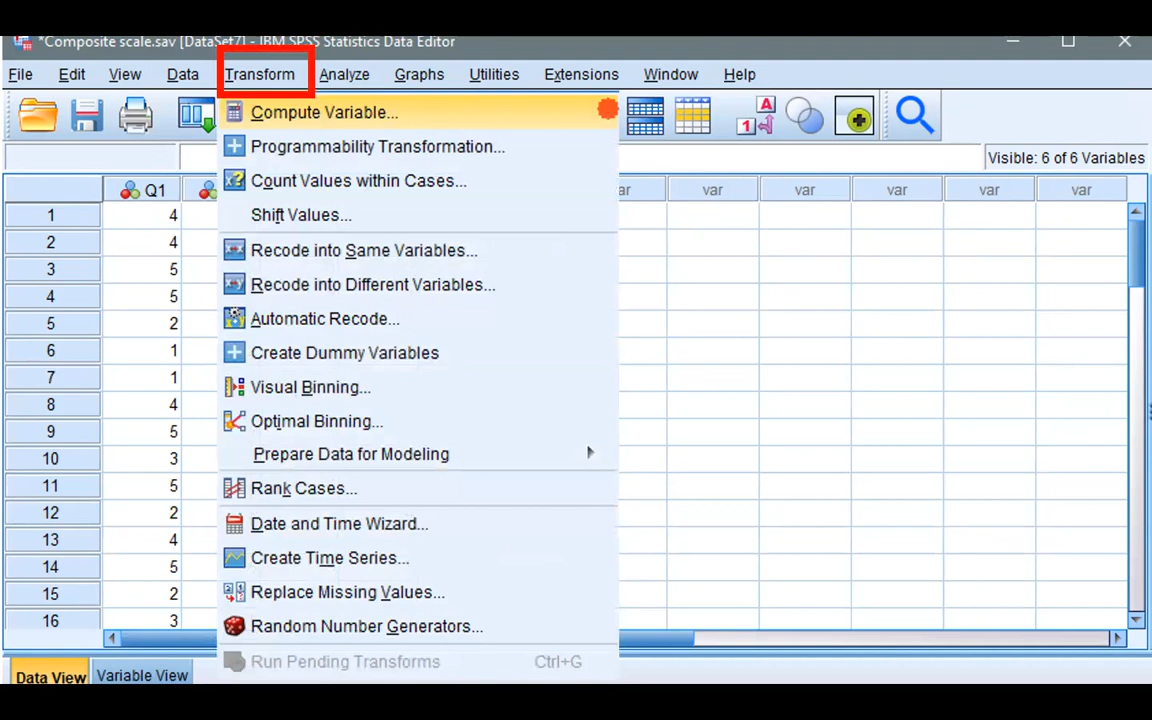 *Composite scale.sav [DataSet7] - IBM SPSS Statistics Data Editor
File Edit View Data Transform Analyze Graphs Utilities Extensions Window Help
Compute Variable...
Programmability Transformation...
Count Values within Cases...
Shift Values...
Recode into Same Variables...
Recode into Different Variables...
Automatic Recode...
Create Dummy Variables
Visual Binning...
Optimal Binning...
Prepare Data for Modeling
Rank Cases...
Date and Time Wizard...
Create Time Series...
Replace Missing Values...
Random Number Generators...
Run Pending Transforms Ctrl+G
1 A
Visible: 6 of 6 Variables
Q1 var var var var var
1 4
2 4
3 5
4 5
5 2
6 1
7 1
8 4
9 5
10 3
11 5
12 2
13 4
14 5
15 2
16 3
Data View Variable View